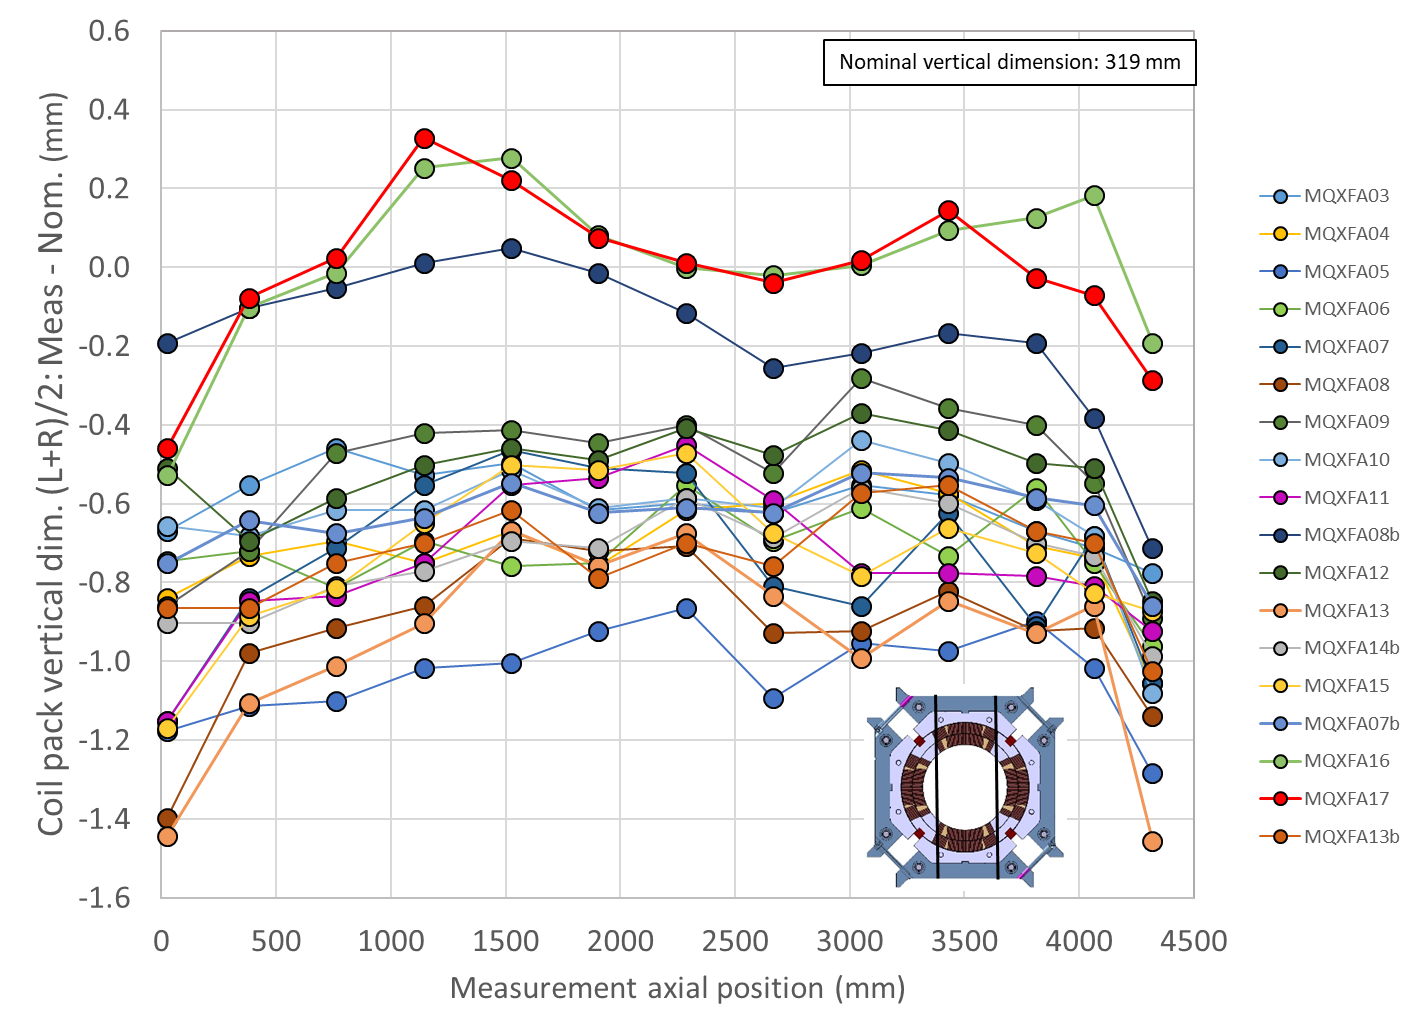 Coil pack vertical dim. (L+R)/2: Meas - Nom. (mm)
0.6
0.4
0.2
0.0
-0.2
-0.4
-0.6
-0.8
-1.0
-1.2
-1.4
-1.6
Nominal vertical dimension: 319 mm
0 500 1000 1500 2000 2500 3000 3500 4000 4500
Measurement axial position (mm)
MQXFA03
MQXFA04
MQXFA05
MQXFA06
MQXFA07
MQXFA08
MQXFA09
MQXFA10
MQXFA11
MQXFA08b
MQXFA12
MQXFA13
MQXFA14b
MQXFA15
MQXFA07b
MQXFA16
MQXFA17
MQXFA13b